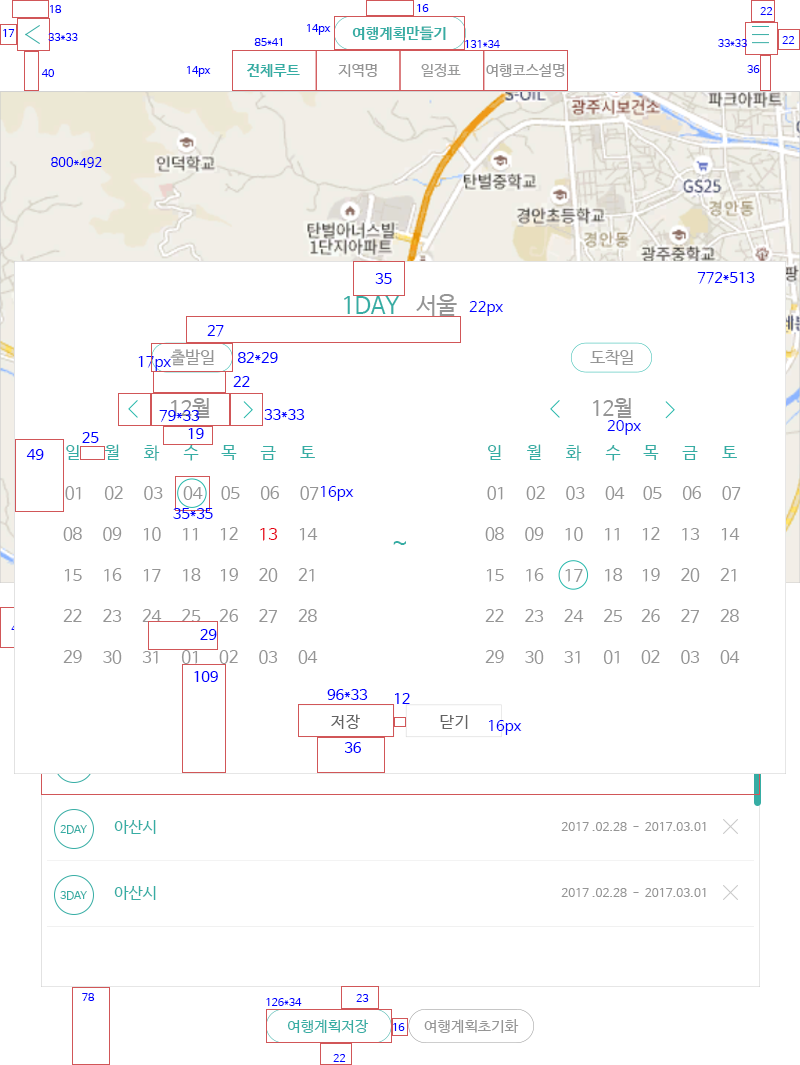 18
16
22
17
33*33
14px
여행계획만들기
33*33
22
85*41
131*34
40
14px
전체루트
지역명
일정표
여행코스설명
36
S-OIL
광주시보건소
파크아파트
800*492
인덕학교
탄벌중학교
GS25
경안동
경안초등학교
탄벌아너스빌
1단지아파트
경안동
광주중학교
팜
35
772*513
1DAY 서울
22px
27
17px
출발일
82*29
도착일
22
12월
79*33
33*33
12월
20px
19
49
25
일 월 화 수 목 금 토
일 월 화 수 목 금 토
01 02 03 04 05 06 07
16px
01 02 03 04 05 06 07
35*35
08 09 10 11 12 13 14
08 09 10 11 12 13 14
~
15 16 17 18 19 20 21
15 16 17 18 19 20 21
22 23 24 25 26 27 28
22 23 24 25 26 27 28
29
29 30 31 01 02 03 04
29 30 31 01 02 03 04
109
96*33
12
저장
닫기
16px
36
2DAY
아산시
2017 .02.28 - 2017.03.01
3DAY
아산시
2017 .02.28 - 2017.03.01
78
126*34
23
여행계획저장
16
여행계획초기화
22